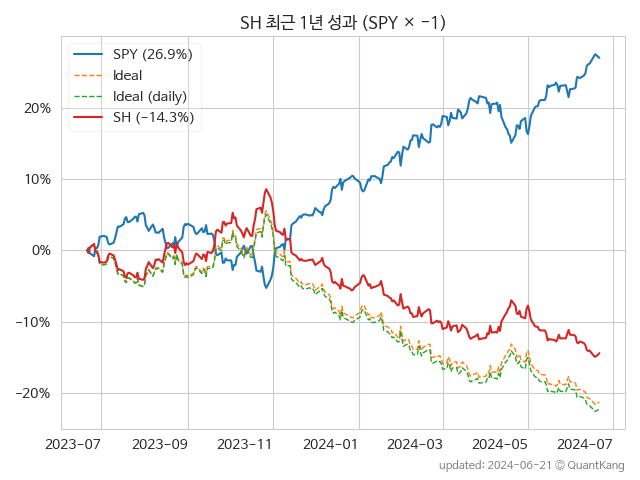 SH 최근 1년 성과 (SPY × −1)
SPY (26.9%)
Ideal
Ideal (daily)
SH (−14.3%)
20%
10%
0%
−10%
−20%
2023-07 2023-09 2023-11 2024-01 2024-03 2024-05 2024-07
updated: 2024-06-21 ⓒ QuantKang